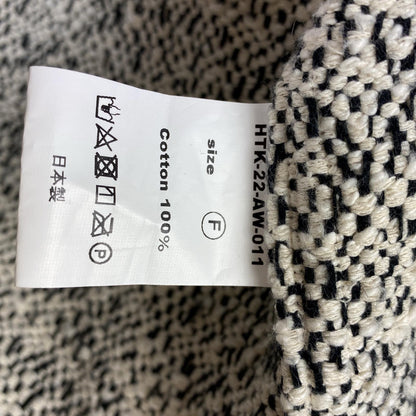 HTK-22-AW-011
size F
Cotton 100%
P
日本製